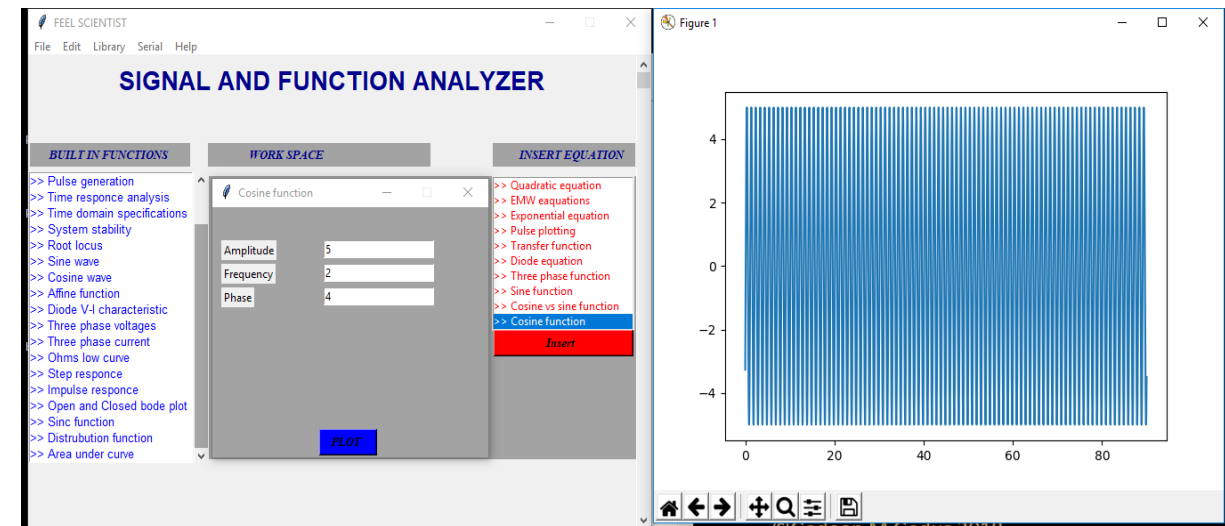 FEEL SCIENTIST
File Edit Library Serial Help
SIGNAL AND FUNCTION ANALYZER
BUILT IN FUNCTIONS
>> Pulse generation
>> Time responce analysis
>> Time domain specifications
>> System stability
>> Root locus
>> Sine wave
>> Cosine wave
>> Affine function
>> Diode V-I characteristic
>> Three phase voltages
>> Three phase current
>> Ohms low curve
>> Step responce
>> Impulse responce
>> Open and Closed bode plot
>> Sinc function
>> Distrubution function
>> Area under curve
WORK SPACE
Cosine function
Amplitude 5
Frequency 2
Phase 4
PLOT
INSERT EQUATION
>> Quadratic equation
>> EMW eaquations
>> Exponential equation
>> Pulse plotting
>> Transfer function
>> Diode equation
>> Three phase function
>> Sine function
>> Cosine vs sine function
>> Cosine function
Insert
Figure 1
4
2
0
−2
−4
0 20 40 60 80